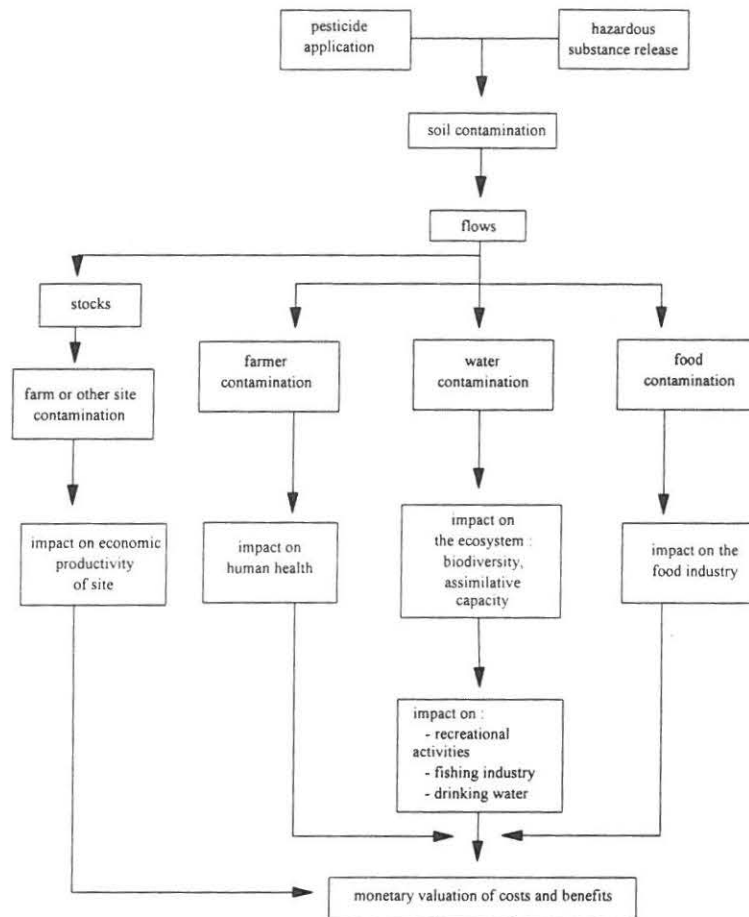 pesticide
application
hazardous
substance release
soil contamination
flows
stocks
farmer
contamination
water
contamination
food
contamination
farm or other site
contamination
impact on economic
productivity
of site
impact on
human health
impact on
the ecosystem :
biodiversity,
assimilative
capacity
impact on the
food industry
impact on :
- recreational
activities
- fishing industry
- drinking water
monetary valuation of costs and benefits